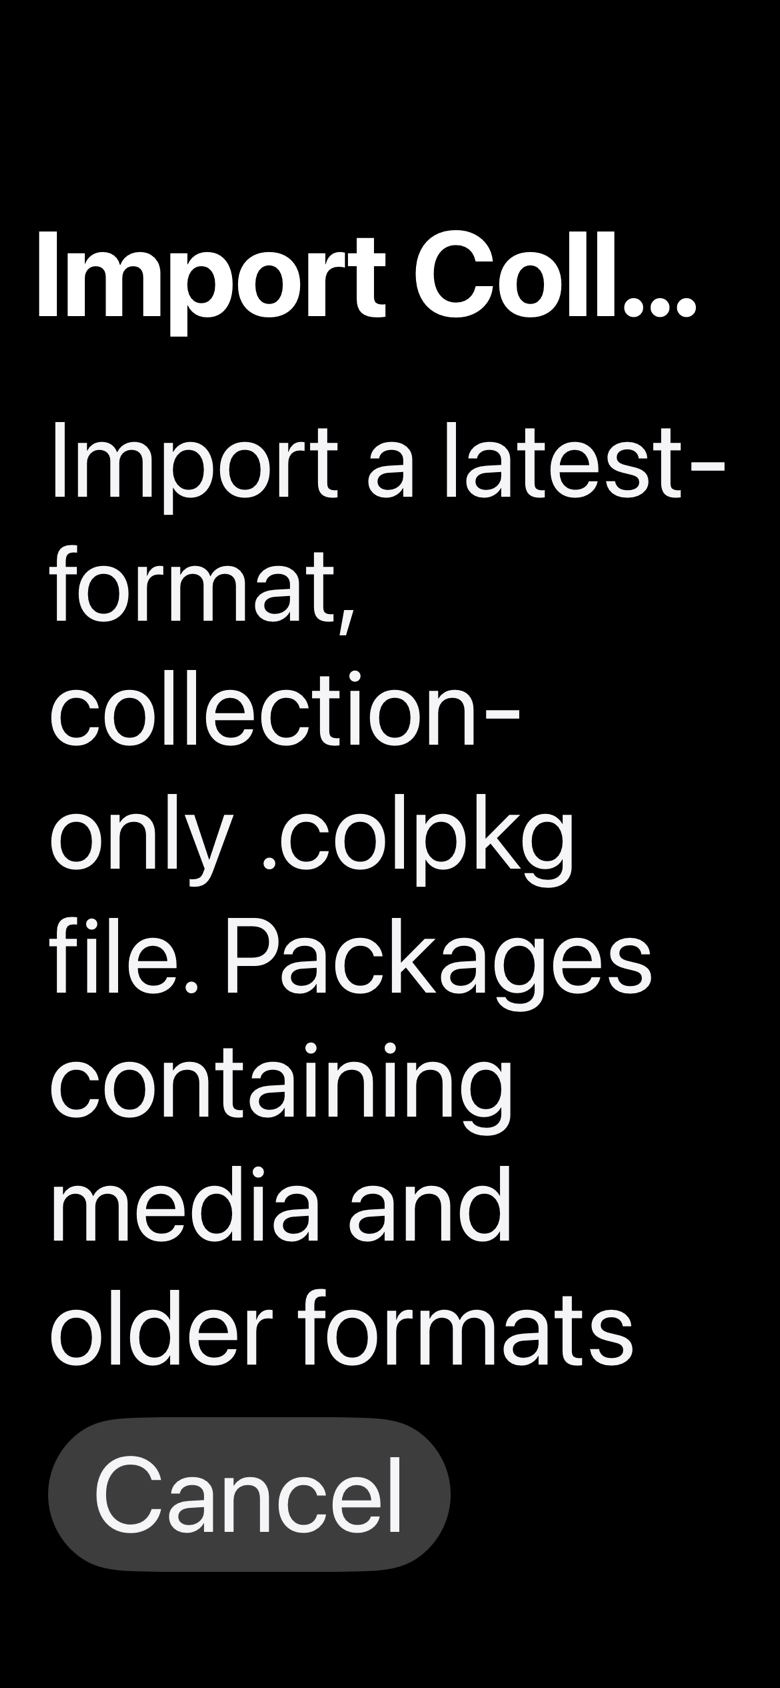 Import Coll...
Import a latest-
format,
collection-
only .colpkg
file. Packages
containing
media and
older formats
Cancel